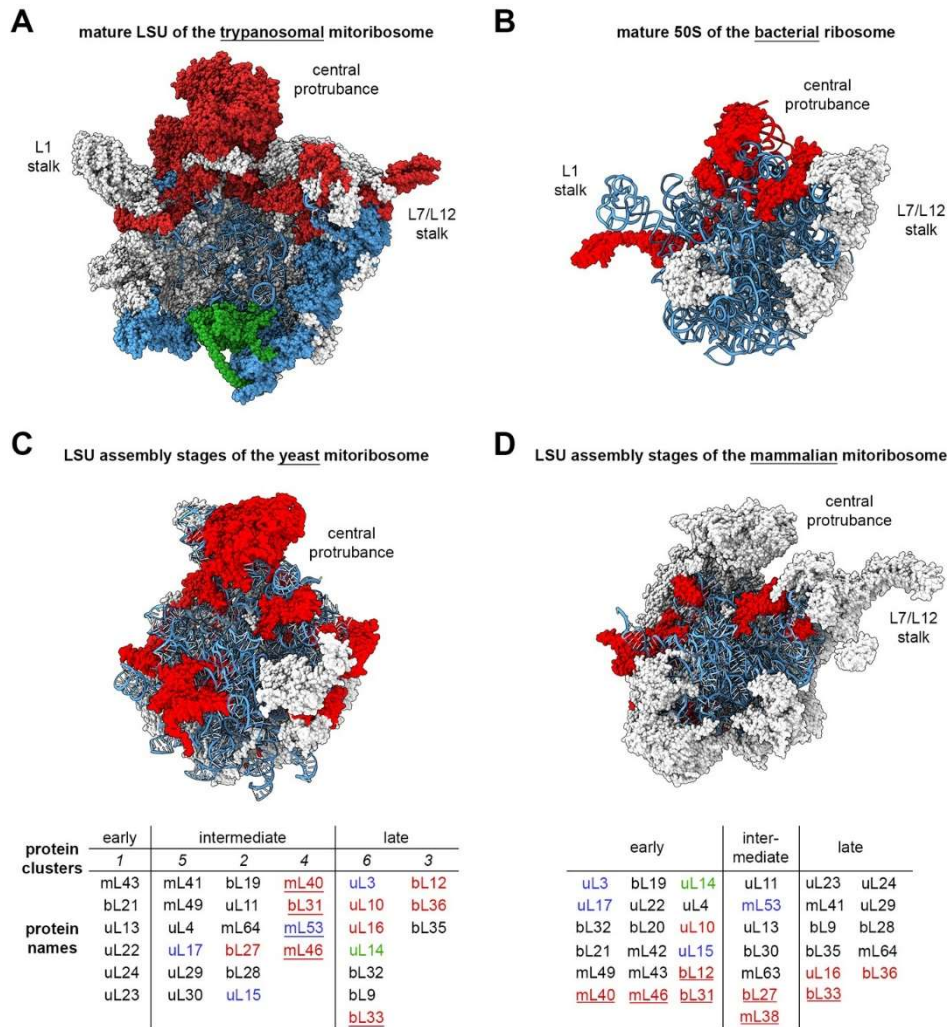 A
mature LSU of the trypanosomal mitoribosome
central
protrubance
L1
stalk
L7/L12
stalk
B
mature 50S of the bacterial ribosome
central
protrubance
L1
stalk
L7/L12
stalk
C
LSU assembly stages of the yeast mitoribosome
central
protrubance
protein
clusters
early intermediate late
1 5 2 4 6 3
protein
names
mL43 mL41 bL19 mL40 uL3 bL12
bL21 mL49 uL11 bL31 uL10 bL36
uL13 uL4 mL64 mL53 uL16 bL35
uL22 uL17 bL27 mL46 uL14
uL24 uL29 bL28 bL32
uL23 uL30 uL15 bL9
bL33
D
LSU assembly stages of the mammalian mitoribosome
central
protrubance
L7/L12
stalk
early inter- late
mediate
uL3 bL19 uL14 uL11 uL23 uL24
uL17 uL22 uL4 mL53 mL41 uL29
bL32 bL20 uL10 uL13 bL9 bL28
bL21 mL42 uL15 bL30 bL35 mL64
mL49 mL43 bL12 mL63 uL16 bL36
mL40 mL46 bL31 bL27 bL33
mL38